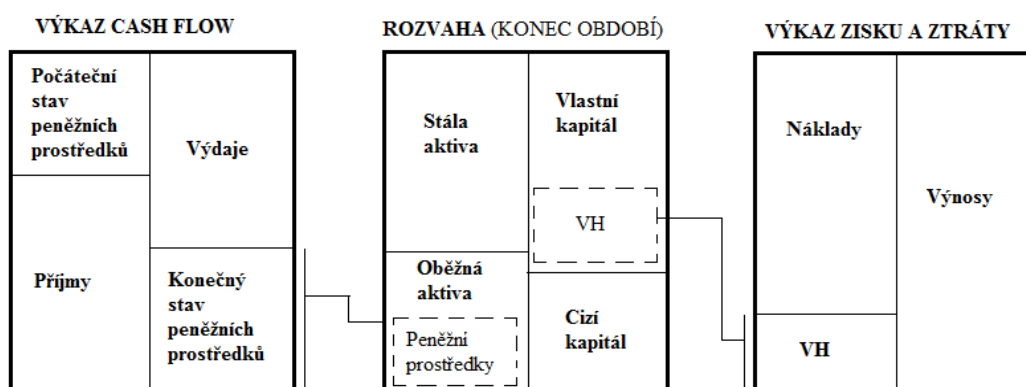 VÝKAZ CASH FLOW
Počáteční
stav
peněžních
prostředků
Výdaje
Příjmy
Konečný
stav
peněžních
prostředků
ROZVAHA (KONEC OBDOBÍ)
Stála
aktiva
Vlastní
kapitál
VH
Oběžná
aktiva
Peněžní
prostředky
Cizí
kapitál
VÝKAZ ZISKU A ZTRÁTY
Náklady
Výnosy
VH